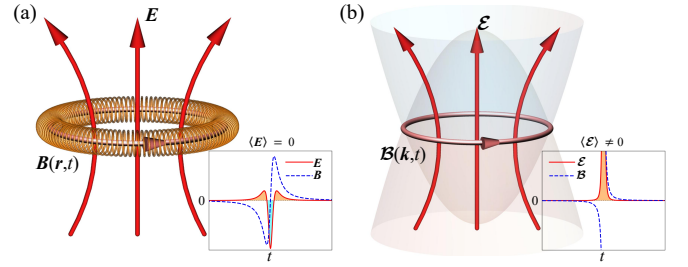 (a)
E
B(r,t)
⟨E⟩ = 0
E
B
0
t
(b)
ℰ
ℬ(k,t)
⟨ℰ⟩ ≠ 0
ℰ
ℬ
0
t